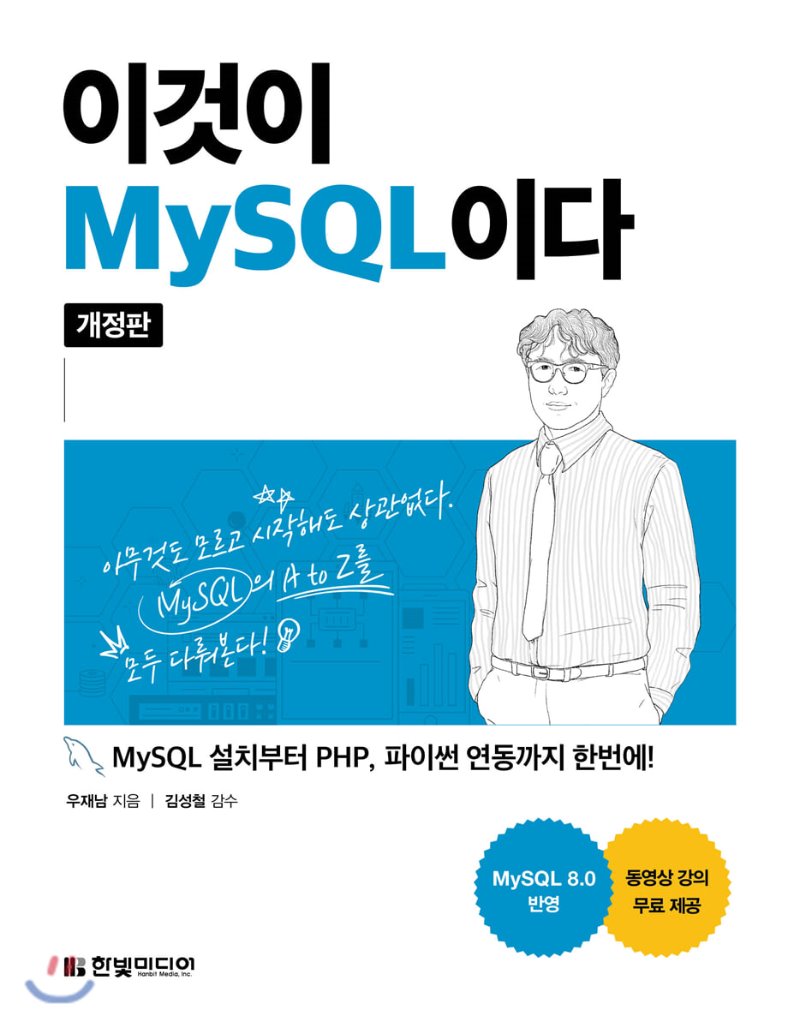 이것이
MySQL이다
개정판
아무것도 모르고 시작해도 상관없다.
MySQL의 A to Z를
모두 다뤄본다!
MySQL 설치부터 PHP, 파이썬 연동까지 한번에!
우재남 지음 | 김성철 감수
MySQL 8.0
반영
동영상 강의
무료 제공
한빛미디어
Hanbit Media, Inc.